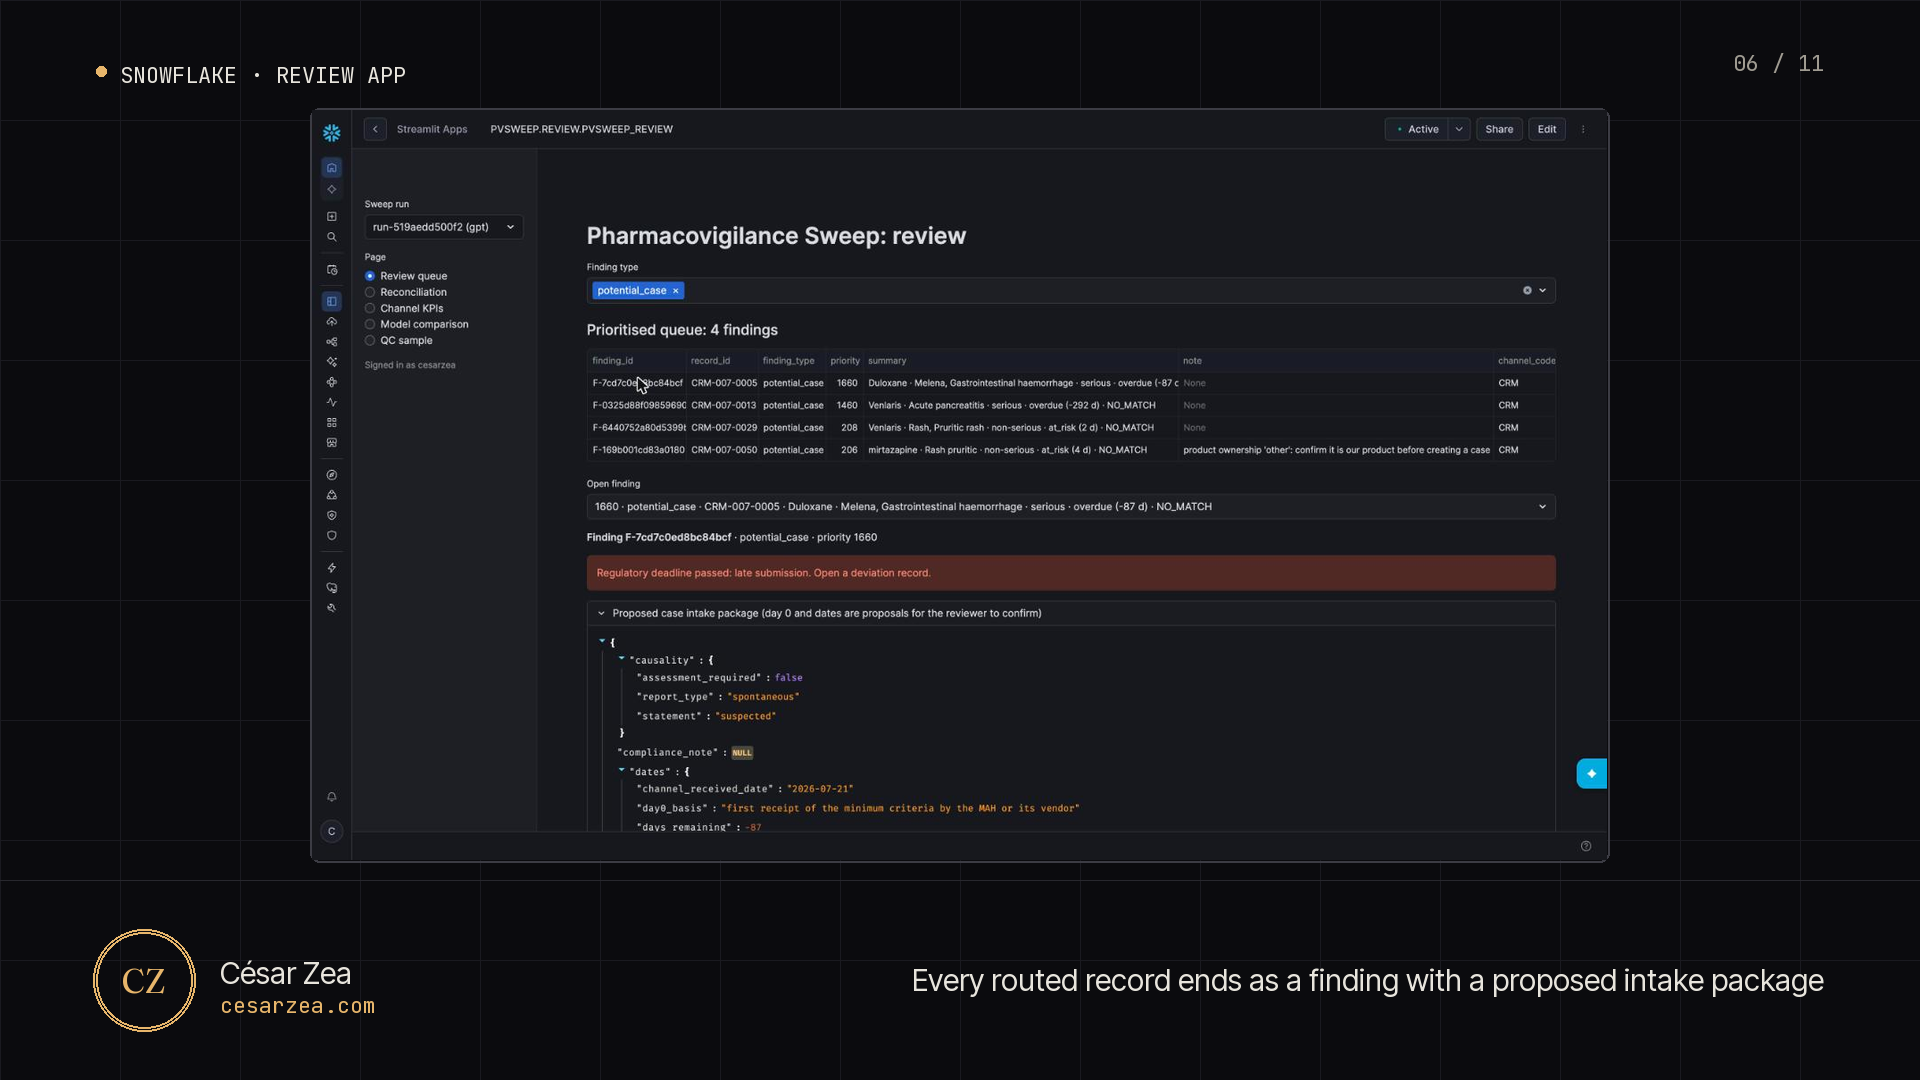 SNOWFLAKE · REVIEW APP
06 / 11
Streamlit Apps
PVSWEEP.REVIEW.PVSWEEP_REVIEW
Active
Share
Edit
Sweep run
run-519aedd500f2 (gpt)
Page
Review queue
Reconciliation
Channel KPIs
Model comparison
QC sample
Signed in as cesarzea
Pharmacovigilance Sweep: review
Finding type
potential_case ×
Prioritised queue: 4 findings
finding_id record_id finding_type priority summary note channel_code
CRM-007-0005 potential_case 1660 Duloxane · Melena, Gastrointestinal haemorrhage · serious · overdue (-87 d None CRM
F-0325d88f09859690 CRM-007-0013 potential_case 1460 Venlaris · Acute pancreatitis · serious · overdue (-292 d) · NO_MATCH None CRM
F-6440752a80d5399b CRM-007-0029 potential_case 208 Venlaris · Rash, Pruritic rash · non-serious · at_risk (2 d) · NO_MATCH None CRM
F-169b001cd83a0180 CRM-007-0050 potential_case 206 mirtazapine · Rash pruritic · non-serious · at_risk (4 d) · NO_MATCH product ownership 'other': confirm it is our product before creating a case CRM
Open finding
1660 · potential_case · CRM-007-0005 · Duloxane · Melena, Gastrointestinal haemorrhage · serious · overdue (-87 d) · NO_MATCH
Finding F-7cd7c0ed8bc84bcf · potential_case · priority 1660
Regulatory deadline passed: late submission. Open a deviation record.
Proposed case intake package (day 0 and dates are proposals for the reviewer to confirm)
{
"causality" : {
"assessment_required" : false
"report_type" : "spontaneous"
"statement" : "suspected"
}
"compliance_note" : NULL
"dates" : {
"channel_received_date" : "2026-07-21"
"day0_basis" : "first receipt of the minimum criteria by the MAH or its vendor"
"days_remaining" : -87
C
CZ
César Zea
cesarzea.com
Every routed record ends as a finding with a proposed intake package